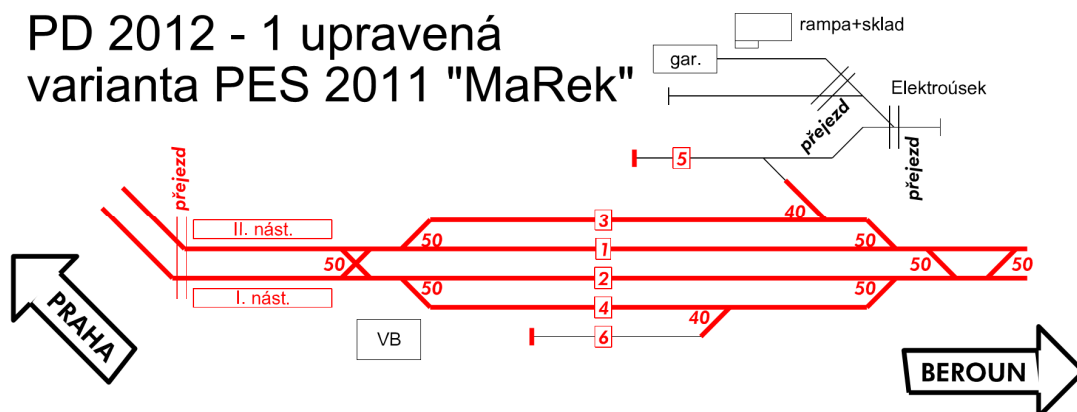 PD 2012 - 1 upravená
varianta PES 2011 "MaRek"
rampa+sklad
gar.
Elektroúsek
přejezd
přejezd
přejezd
5
40
II. nást.
3
50
50
1
50
50
50
2
I. nást.
50
50
4
40
VB
6
PRAHA
BEROUN